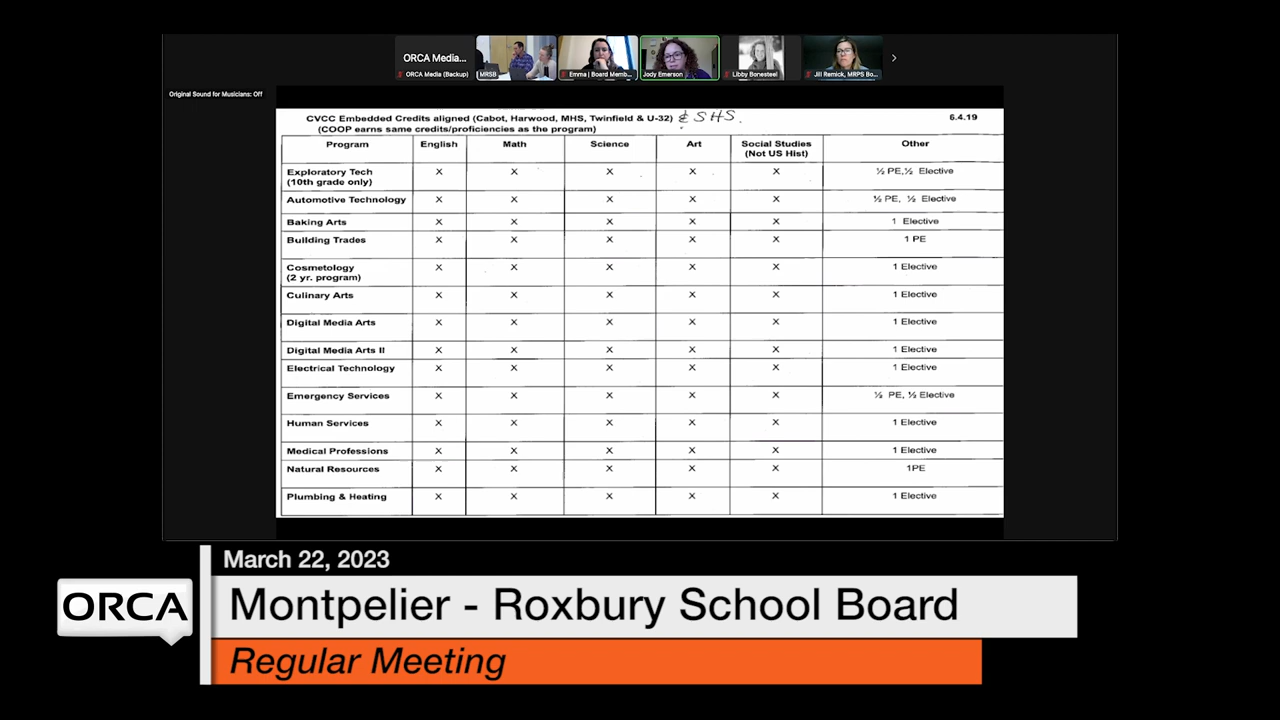 ORCA Media...
ORCA Media (Backup)
MRSB
Emma | Board Memb...
Jody Emerson
Libby Bonesteel
Jill Remick, MRPS Bo...
Original Sound for Musicians: Off
CVCC Embedded Credits aligned (Cabot, Harwood, MHS, Twinfield & U-32) & SHS. 6.4.19
(COOP earns same credits/proficiencies as the program)
Program English Math Science Art Social Studies (Not US Hist) Other
Exploratory Tech X X X X X ½ PE,½ Elective
(10th grade only)
Automotive Technology X X X X X ½ PE, ½ Elective
Baking Arts X X X X X 1 Elective
Building Trades X X X X X 1 PE
Cosmetology X X X X X 1 Elective
(2 yr. program)
Culinary Arts X X X X X 1 Elective
Digital Media Arts X X X X X 1 Elective
Digital Media Arts II X X X X X 1 Elective
Electrical Technology X X X X X 1 Elective
Emergency Services X X X X X ½ PE, ½ Elective
Human Services X X X X X 1 Elective
Medical Professions X X X X X 1 Elective
Natural Resources X X X X X 1PE
Plumbing & Heating X X X X X 1 Elective
March 22, 2023
ORCA
Montpelier - Roxbury School Board
Regular Meeting